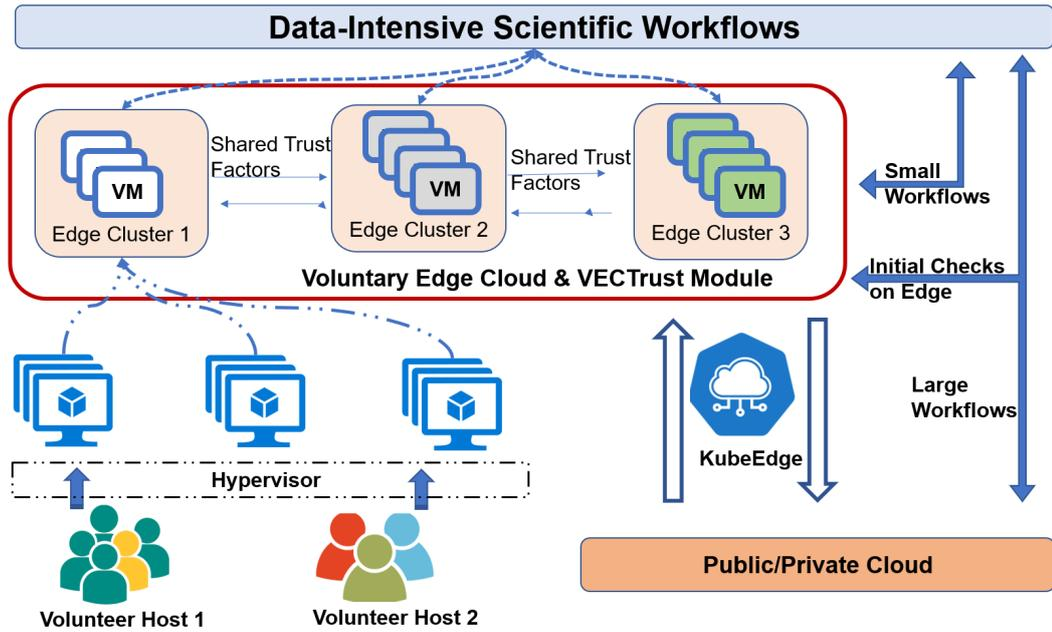 Data-Intensive Scientific Workflows
Shared Trust
Factors
VM
Edge Cluster 1
VM
Edge Cluster 2
Shared Trust
Factors
VM
Edge Cluster 3
Voluntary Edge Cloud & VECTrust Module
Small
Workflows
Initial Checks
on Edge
Large
Workflows
KubeEdge
Hypervisor
Public/Private Cloud
Volunteer Host 1
Volunteer Host 2